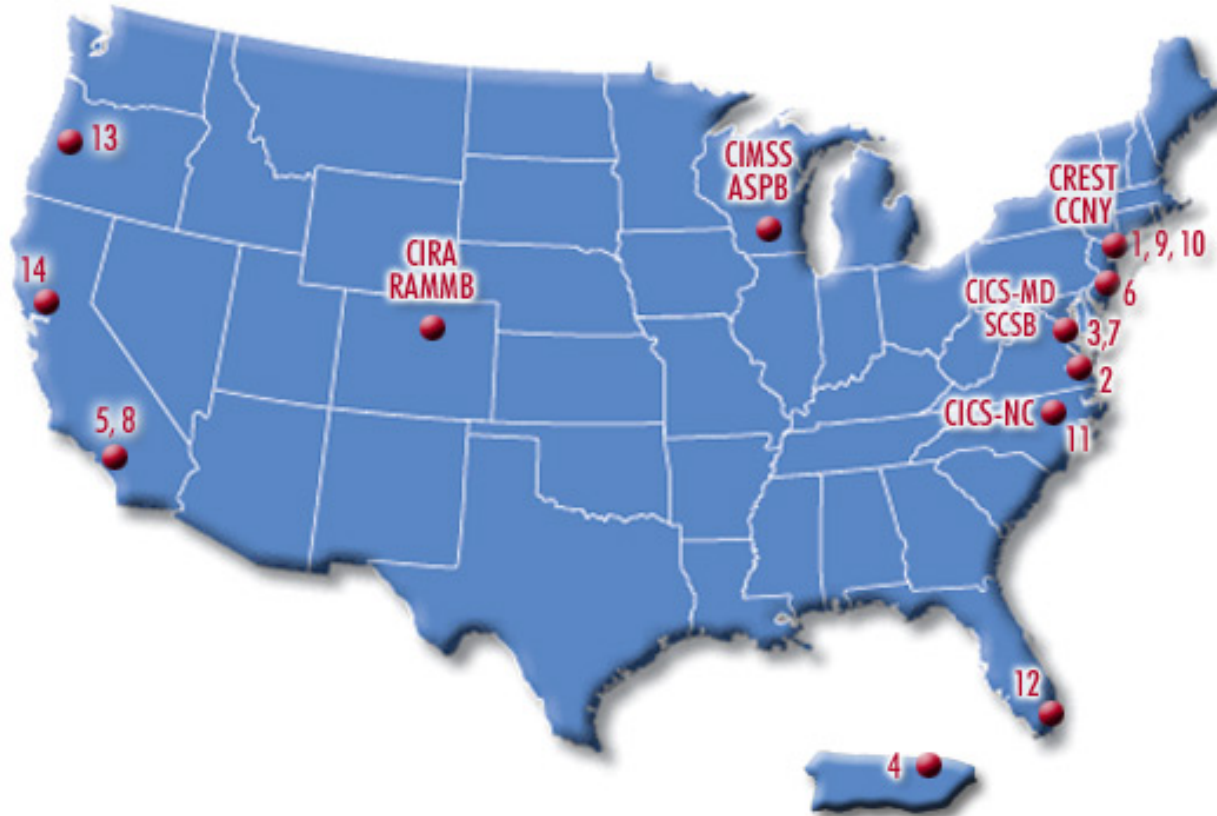 13
CIMSS
ASPB
CREST
CCNY
1, 9, 10
CIRA
RAMMB
14
6
CICS-MD
SCSB
3,7
2
CICS-NC
11
5, 8
12
4